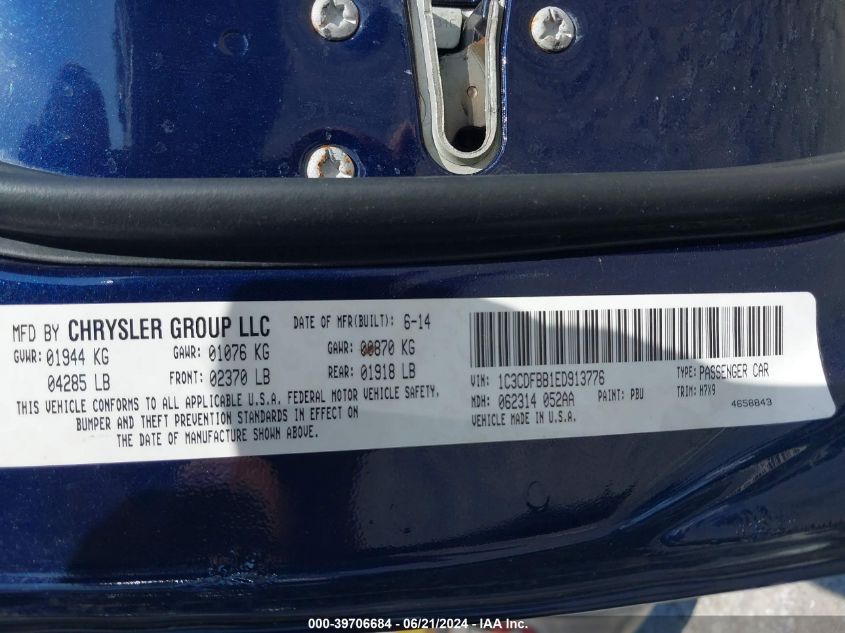 MFD BY CHRYSLER GROUP LLC DATE OF MFR(BUILT): 6-14
GVWR: 01944 KG GAWR: 01076 KG GAWR: 00870 KG
04285 LB FRONT: 02370 LB REAR: 01918 LB
THIS VEHICLE CONFORMS TO ALL APPLICABLE U.S.A. FEDERAL MOTOR VEHICLE SAFETY,
BUMPER AND THEFT PREVENTION STANDARDS IN EFFECT ON
THE DATE OF MANUFACTURE SHOWN ABOVE.
VIN: 1C3CDFBB1ED913776 TYPE: PASSENGER CAR
MDH: 062314 052AA PAINT: PBU TRIM: H7X9
VEHICLE MADE IN U.S.A. 4658843
000-39706684 - 06/21/2024 - IAA Inc.